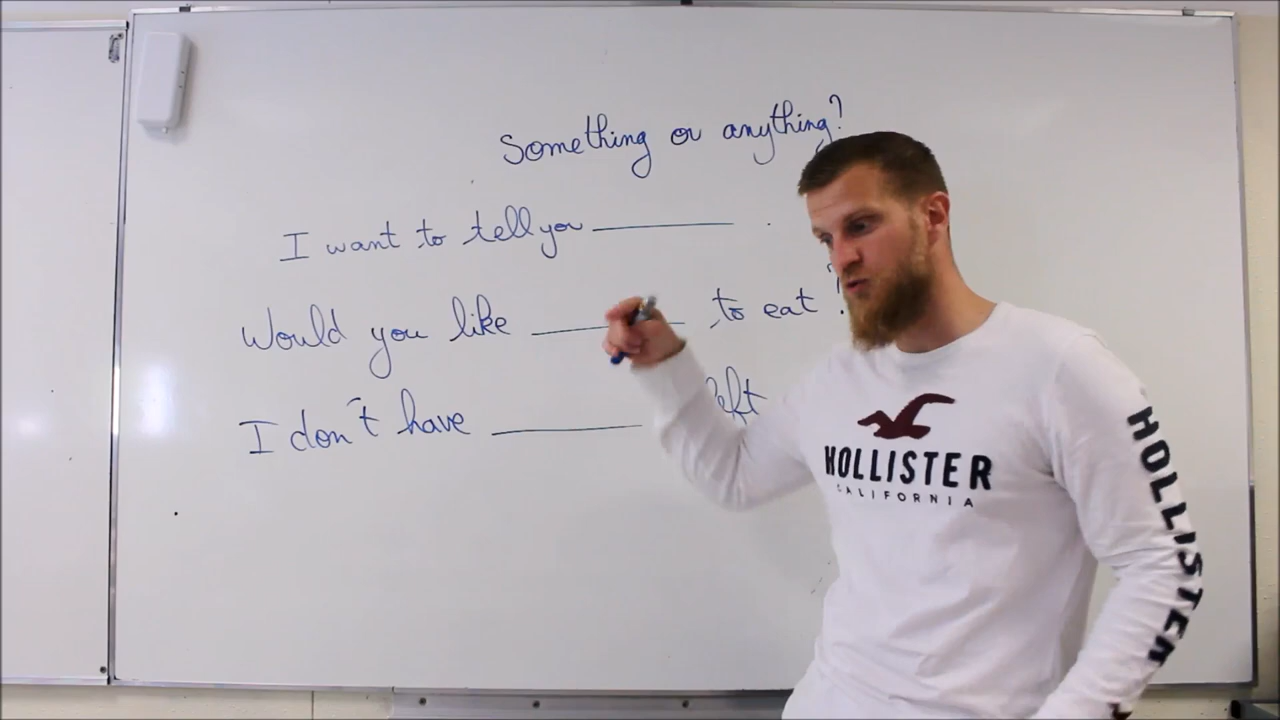 Something or anything?
I want to tell you ________ .
Would you like ________ to eat ?
I don't have ________ left
HOLLISTER
CALIFORNIA
HOLLISTER